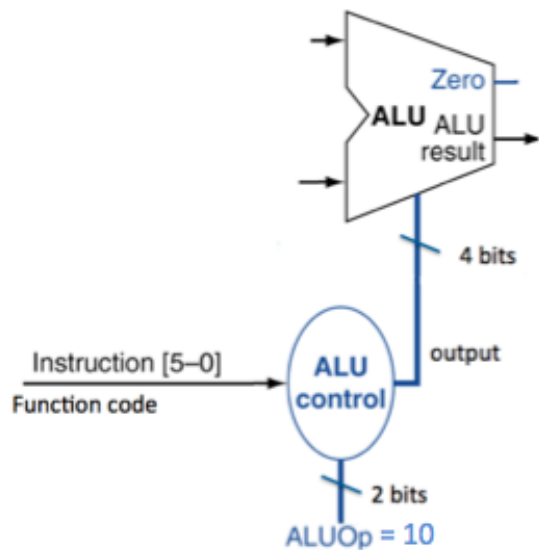 Zero
ALU ALU
result
4 bits
output
Instruction [5–0]
Function code
ALU
control
2 bits
ALUOp = 10